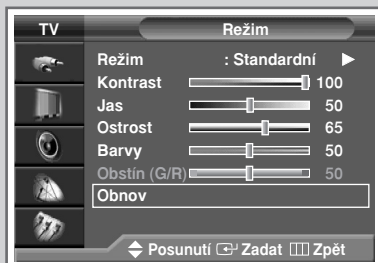 TV Režim
Režim : Standardní
Kontrast 100
Jas 50
Ostrost 65
Barvy 50
Obstín (G/R) 50
Obnov
Posunutí Zadat Zpět